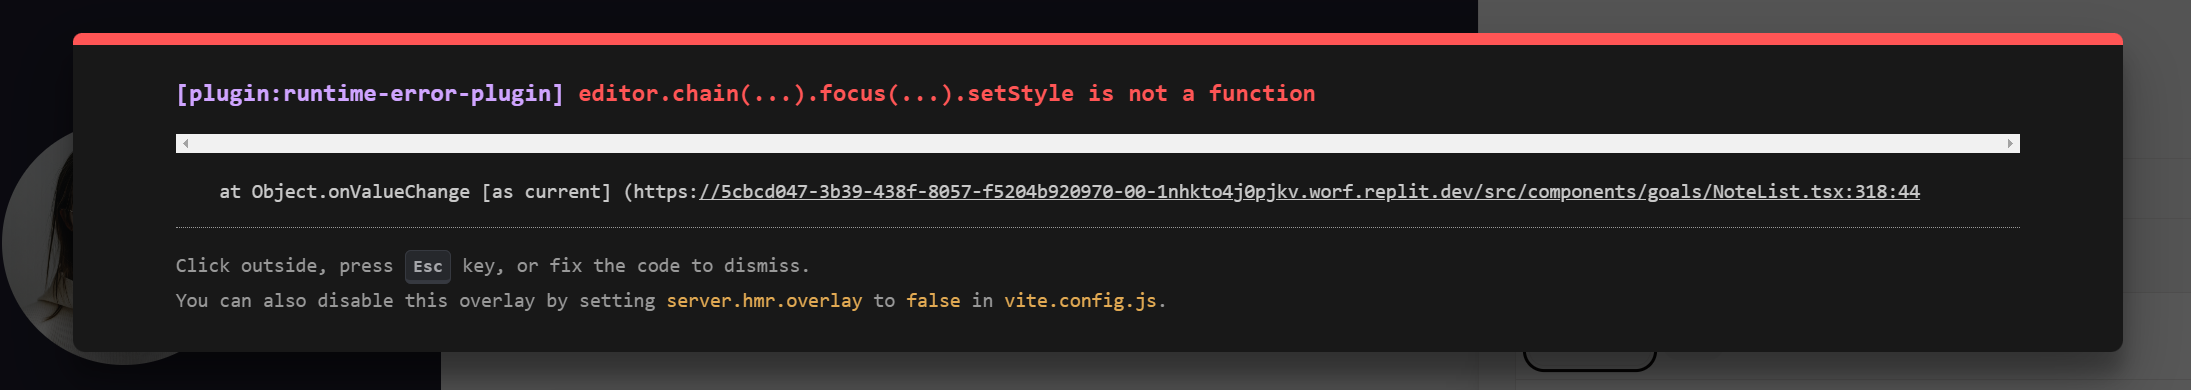 [plugin:runtime-error-plugin] editor.chain(...).focus(...).setStyle is not a function
at Object.onValueChange [as current] (https://5cbcd047-3b39-438f-8057-f5204b920970-00-1nhkto4j0pjkv.worf.replit.dev/src/components/goals/NoteList.tsx:318:44
Click outside, press Esc key, or fix the code to dismiss.
You can also disable this overlay by setting server.hmr.overlay to false in vite.config.js.